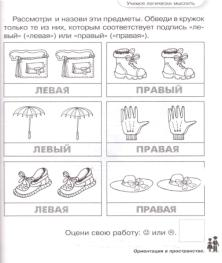 Учимся логически мыслить
Рассмотри и назови эти предметы. Обведи в кружок
только те из них, которым соответствует подпись «ле-
вый» («левая») или «правый» («правая»).
ЛЕВАЯ ПРАВЫЙ
ЛЕВЫЙ ПРАВАЯ
ЛЕВАЯ ПРАВАЯ
Оцени свою работу: ☺ или ☹.
Ориентация в пространстве.